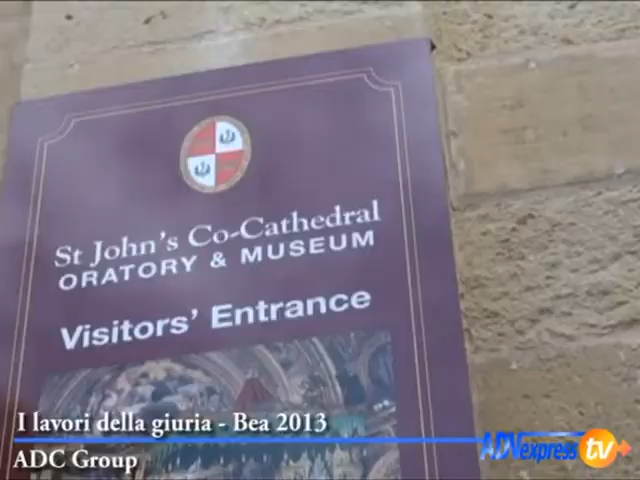 St John's Co-Cathedral
ORATORY & MUSEUM
Visitors' Entrance
I lavori della giuria - Bea 2013
ADC Group
ADVexpress tv